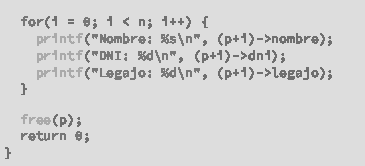 for(i = 0; i < n; i++) {
printf("Nombre: %s\n", (p+i)->nombre);
printf("DNI: %d\n", (p+i)->dni);
printf("Legajo: %d\n", (p+i)->legajo);
}
free(p);
return 0;
}